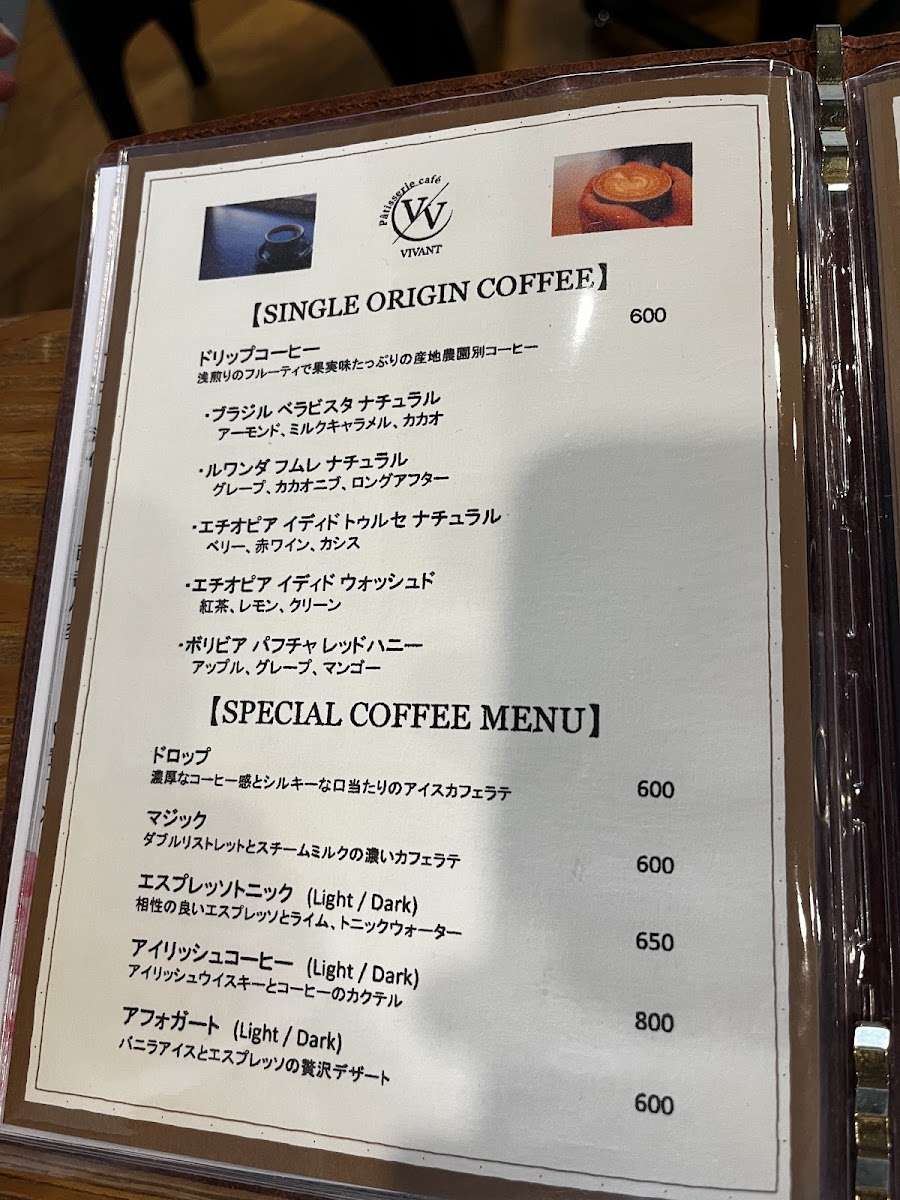 Pâtisserie café
VV
VIVANT
【SINGLE ORIGIN COFFEE】
ドリップコーヒー 600
浅煎りのフルーティで果実味たっぷりの産地農園別コーヒー
・ブラジル ベラビスタ ナチュラル
アーモンド、ミルクキャラメル、カカオ
・ルワンダ フムレ ナチュラル
グレープ、カカオニブ、ロングアフター
・エチオピア イディド トゥルセ ナチュラル
ベリー、赤ワイン、カシス
・エチオピア イディド ウォッシュド
紅茶、レモン、クリーン
・ボリビア パフチャ レッドハニー
アップル、グレープ、マンゴー
【SPECIAL COFFEE MENU】
ドロップ
濃厚なコーヒー感とシルキーな口当たりのアイスカフェラテ 600
マジック
ダブルリストレットとスチームミルクの濃いカフェラテ 600
エスプレッソトニック (Light / Dark)
相性の良いエスプレッソとライム、トニックウォーター 650
アイリッシュコーヒー (Light / Dark)
アイリッシュウイスキーとコーヒーのカクテル 800
アフォガート (Light / Dark)
バニラアイスとエスプレッソの贅沢デザート 600